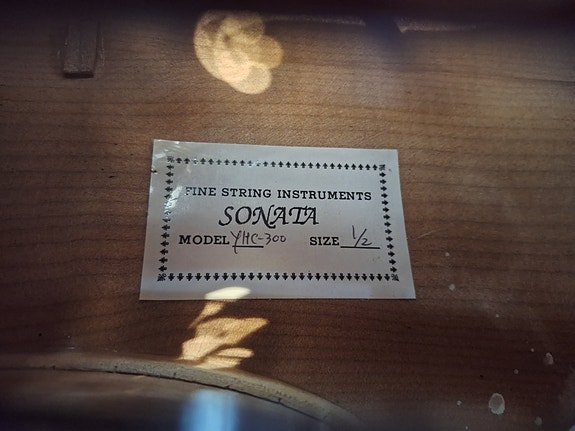 FINE STRING INSTRUMENTS
SONATA
MODEL YHC-300 SIZE 1/2